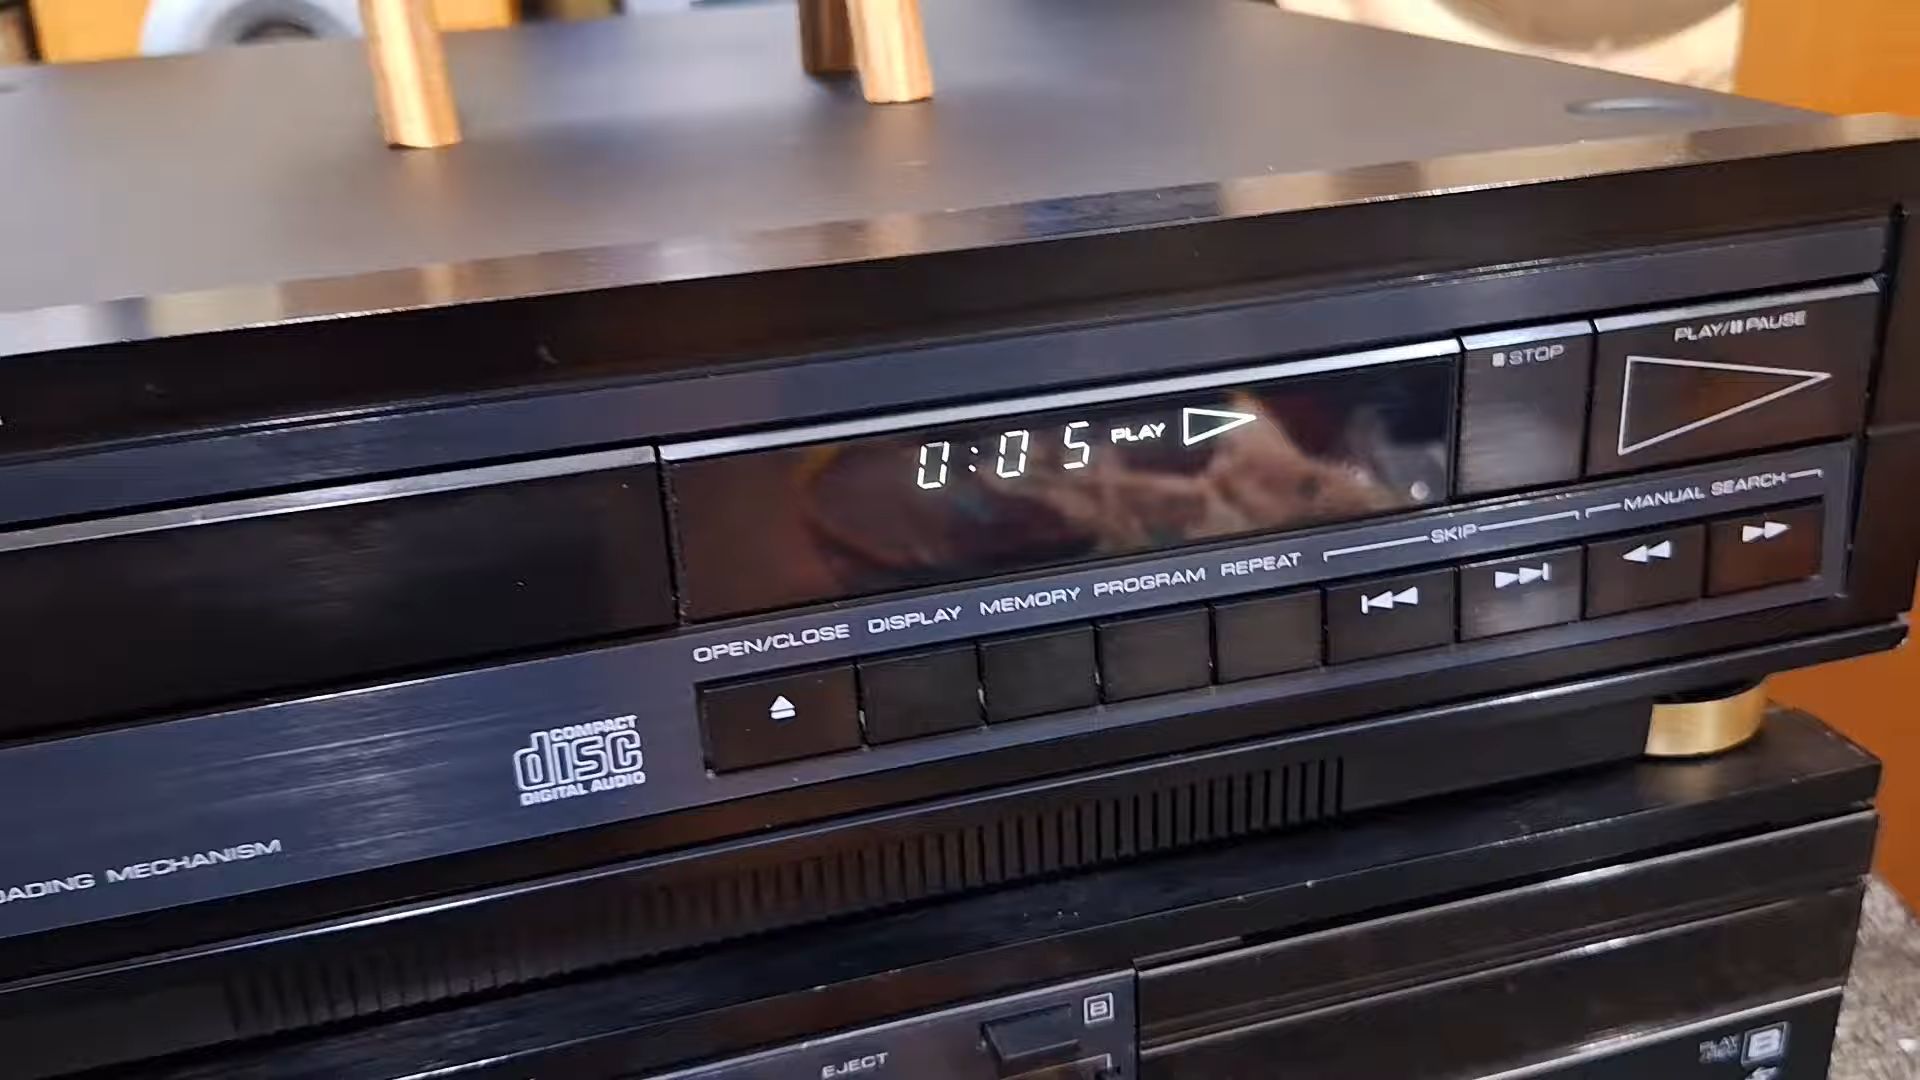 PLAY/⏸PAUSE
■STOP
0:05 PLAY
MANUAL SEARCH
SKIP
OPEN/CLOSE DISPLAY MEMORY PROGRAM REPEAT
COMPACT
disc
DIGITAL AUDIO
MECHANISM
B
EJECT
PLAY
B